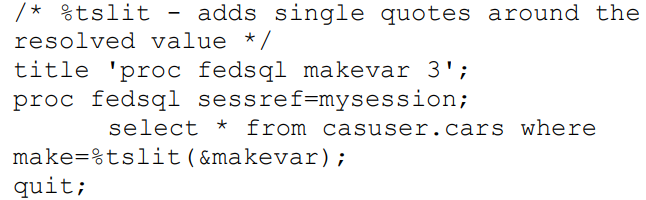 /* %tslit - adds single quotes around the
resolved value */
title 'proc fedsql makevar 3';
proc fedsql sessref=mysession;
select * from casuser.cars where
make=%tslit(&makevar);
quit;